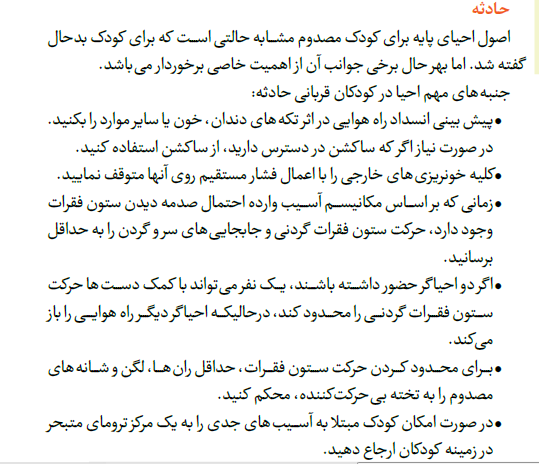 حادثه
اصول احیای پایه برای کودک مصدوم مشابه حالتی است که برای کودک بدحال
گفته شد. اما بهر حال برخی جوانب آن از اهمیت خاصی برخوردار می‌باشد.
جنبه‌های مهم احیا در کودکان قربانی حادثه:
•پیش بینی انسداد راه هوایی در اثر تکه‌های دندان، خون یا سایر موارد را بکنید.
در صورت نیاز اگر که ساکشن در دسترس دارید، از ساکشن استفاده کنید.
•کلیه خونریزی‌های خارجی را با اعمال فشار مستقیم روی آنها متوقف نمایید.
•زمانی که بر اساس مکانیسم آسیب وارده احتمال صدمه دیدن ستون فقرات
وجود دارد، حرکت ستون فقرات گردنی و جابجایی‌های سر و گردن را به حداقل
برسانید.
•اگر دو احیاگر حضور داشته باشند، یک نفر می‌تواند با کمک دست ها حرکت
ستون فقرات گردنی را محدود کند، درحالیکه احیاگر دیگر راه هوایی را باز
می‌کند.
•برای محدود کردن حرکت ستون فقرات، حداقل ران‌ها، لگن و شانه‌های
مصدوم را به تخته بی‌حرکت‌کننده، محکم کنید.
•در صورت امکان کودک مبتلا به آسیب‌های جدی را به یک مرکز ترومای متبحر
در زمینه کودکان ارجاع دهید.